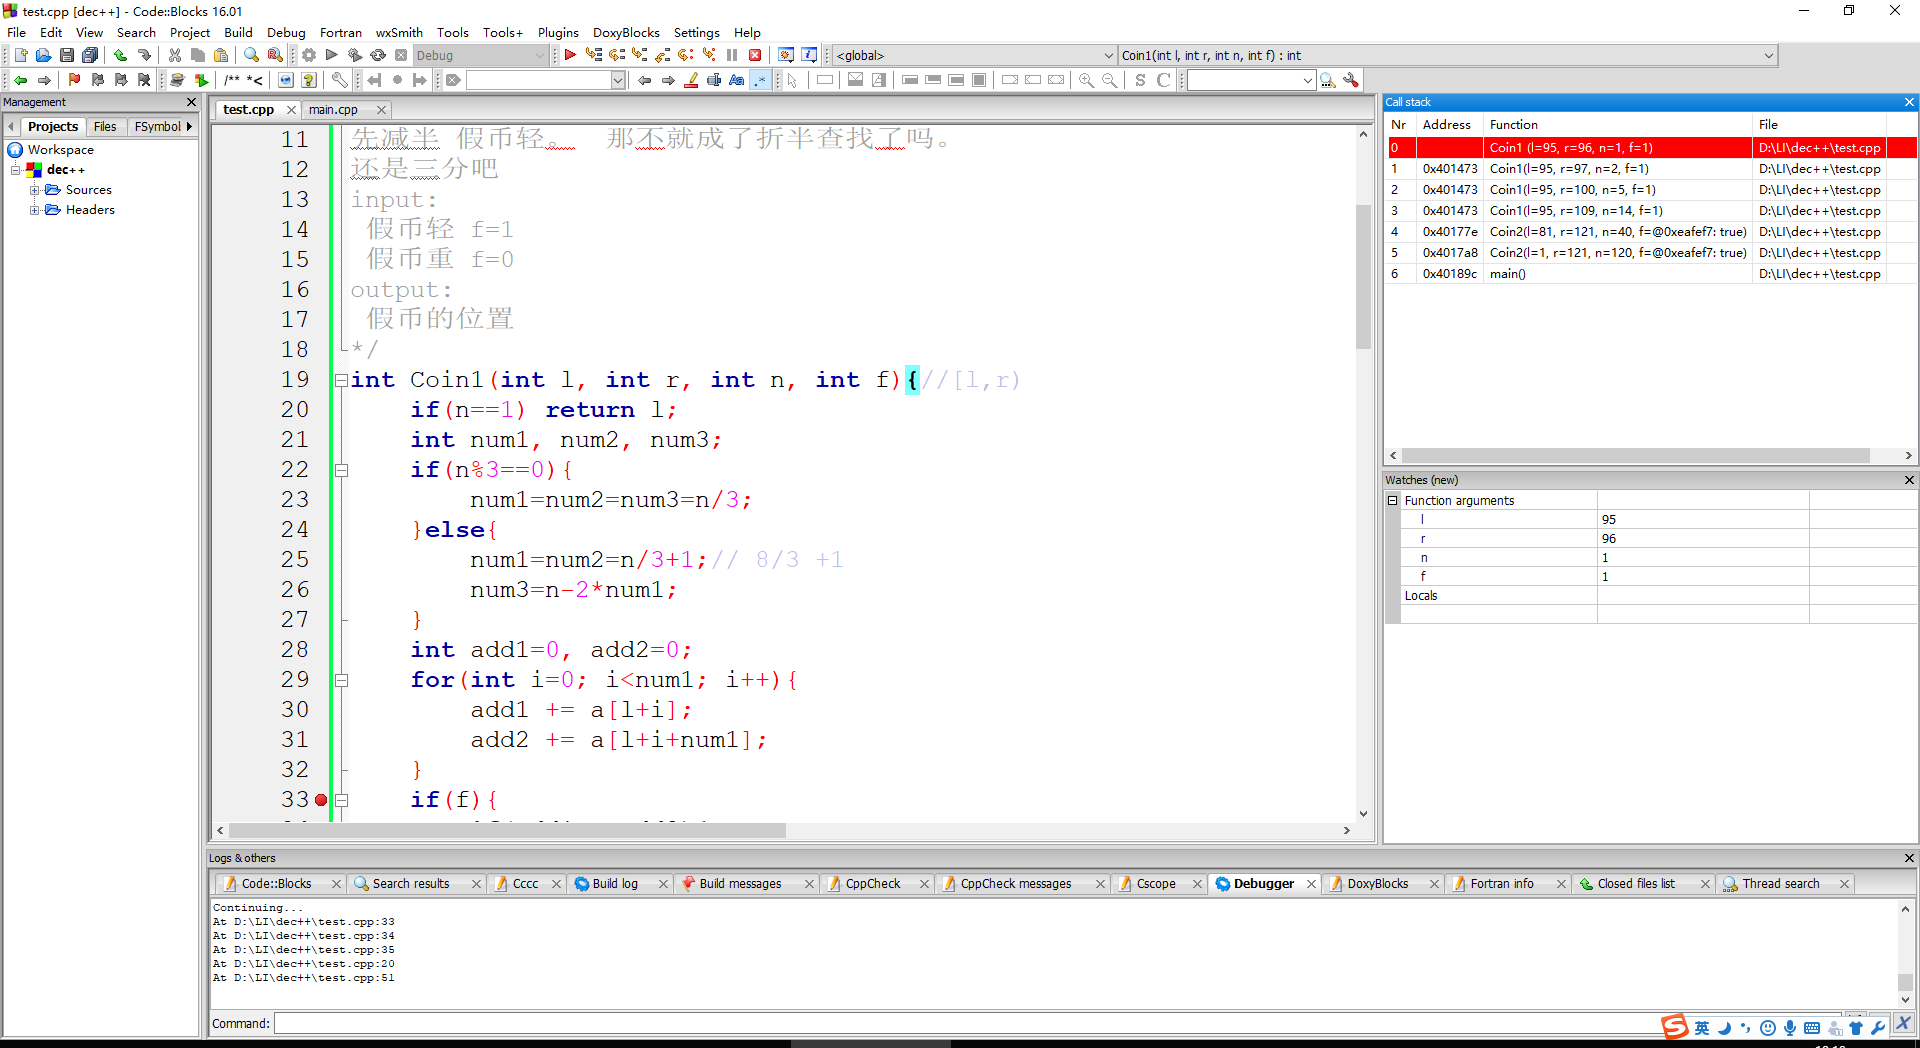 test.cpp [dec++] - Code::Blocks 16.01
File Edit View Search Project Build Debug Fortran wxSmith Tools Tools+ Plugins DoxyBlocks Settings Help
Debug <global> Coin1(int l, int r, int n, int f) : int
/** *< Aa .* S C
Management
Projects Files FSymbol
Workspace
dec++
Sources
Headers
test.cpp main.cpp
11 先减半 假币轻。 那不就成了折半查找了吗。
12 还是三分吧
13 input:
14 假币轻 f=1
15 假币重 f=0
16 output:
17 假币的位置
18 */
19 int Coin1(int l, int r, int n, int f){//[l,r)
20 if(n==1) return l;
21 int num1, num2, num3;
22 if(n%3==0){
23 num1=num2=num3=n/3;
24 }else{
25 num1=num2=n/3+1;// 8/3 +1
26 num3=n-2*num1;
27 }
28 int add1=0, add2=0;
29 for(int i=0; i<num1; i++){
30 add1 += a[l+i];
31 add2 += a[l+i+num1];
32 }
33 if(f){
Call stack
Nr Address Function File
0 Coin1 (l=95, r=96, n=1, f=1) D:\LI\dec++\test.cpp
1 0x401473 Coin1(l=95, r=97, n=2, f=1) D:\LI\dec++\test.cpp
2 0x401473 Coin1(l=95, r=100, n=5, f=1) D:\LI\dec++\test.cpp
3 0x401473 Coin1(l=95, r=109, n=14, f=1) D:\LI\dec++\test.cpp
4 0x40177e Coin2(l=81, r=121, n=40, f=@0xeafef7: true) D:\LI\dec++\test.cpp
5 0x4017a8 Coin2(l=1, r=121, n=120, f=@0xeafef7: true) D:\LI\dec++\test.cpp
6 0x40189c main() D:\LI\dec++\test.cpp
Watches (new)
Function arguments
l 95
r 96
n 1
f 1
Locals
Logs & others
Code::Blocks Search results Cccc Build log Build messages CppCheck CppCheck messages Cscope Debugger DoxyBlocks Fortran info Closed files list Thread search
Continuing...
At D:\LI\dec++\test.cpp:33
At D:\LI\dec++\test.cpp:34
At D:\LI\dec++\test.cpp:35
At D:\LI\dec++\test.cpp:20
At D:\LI\dec++\test.cpp:51
Command:
英